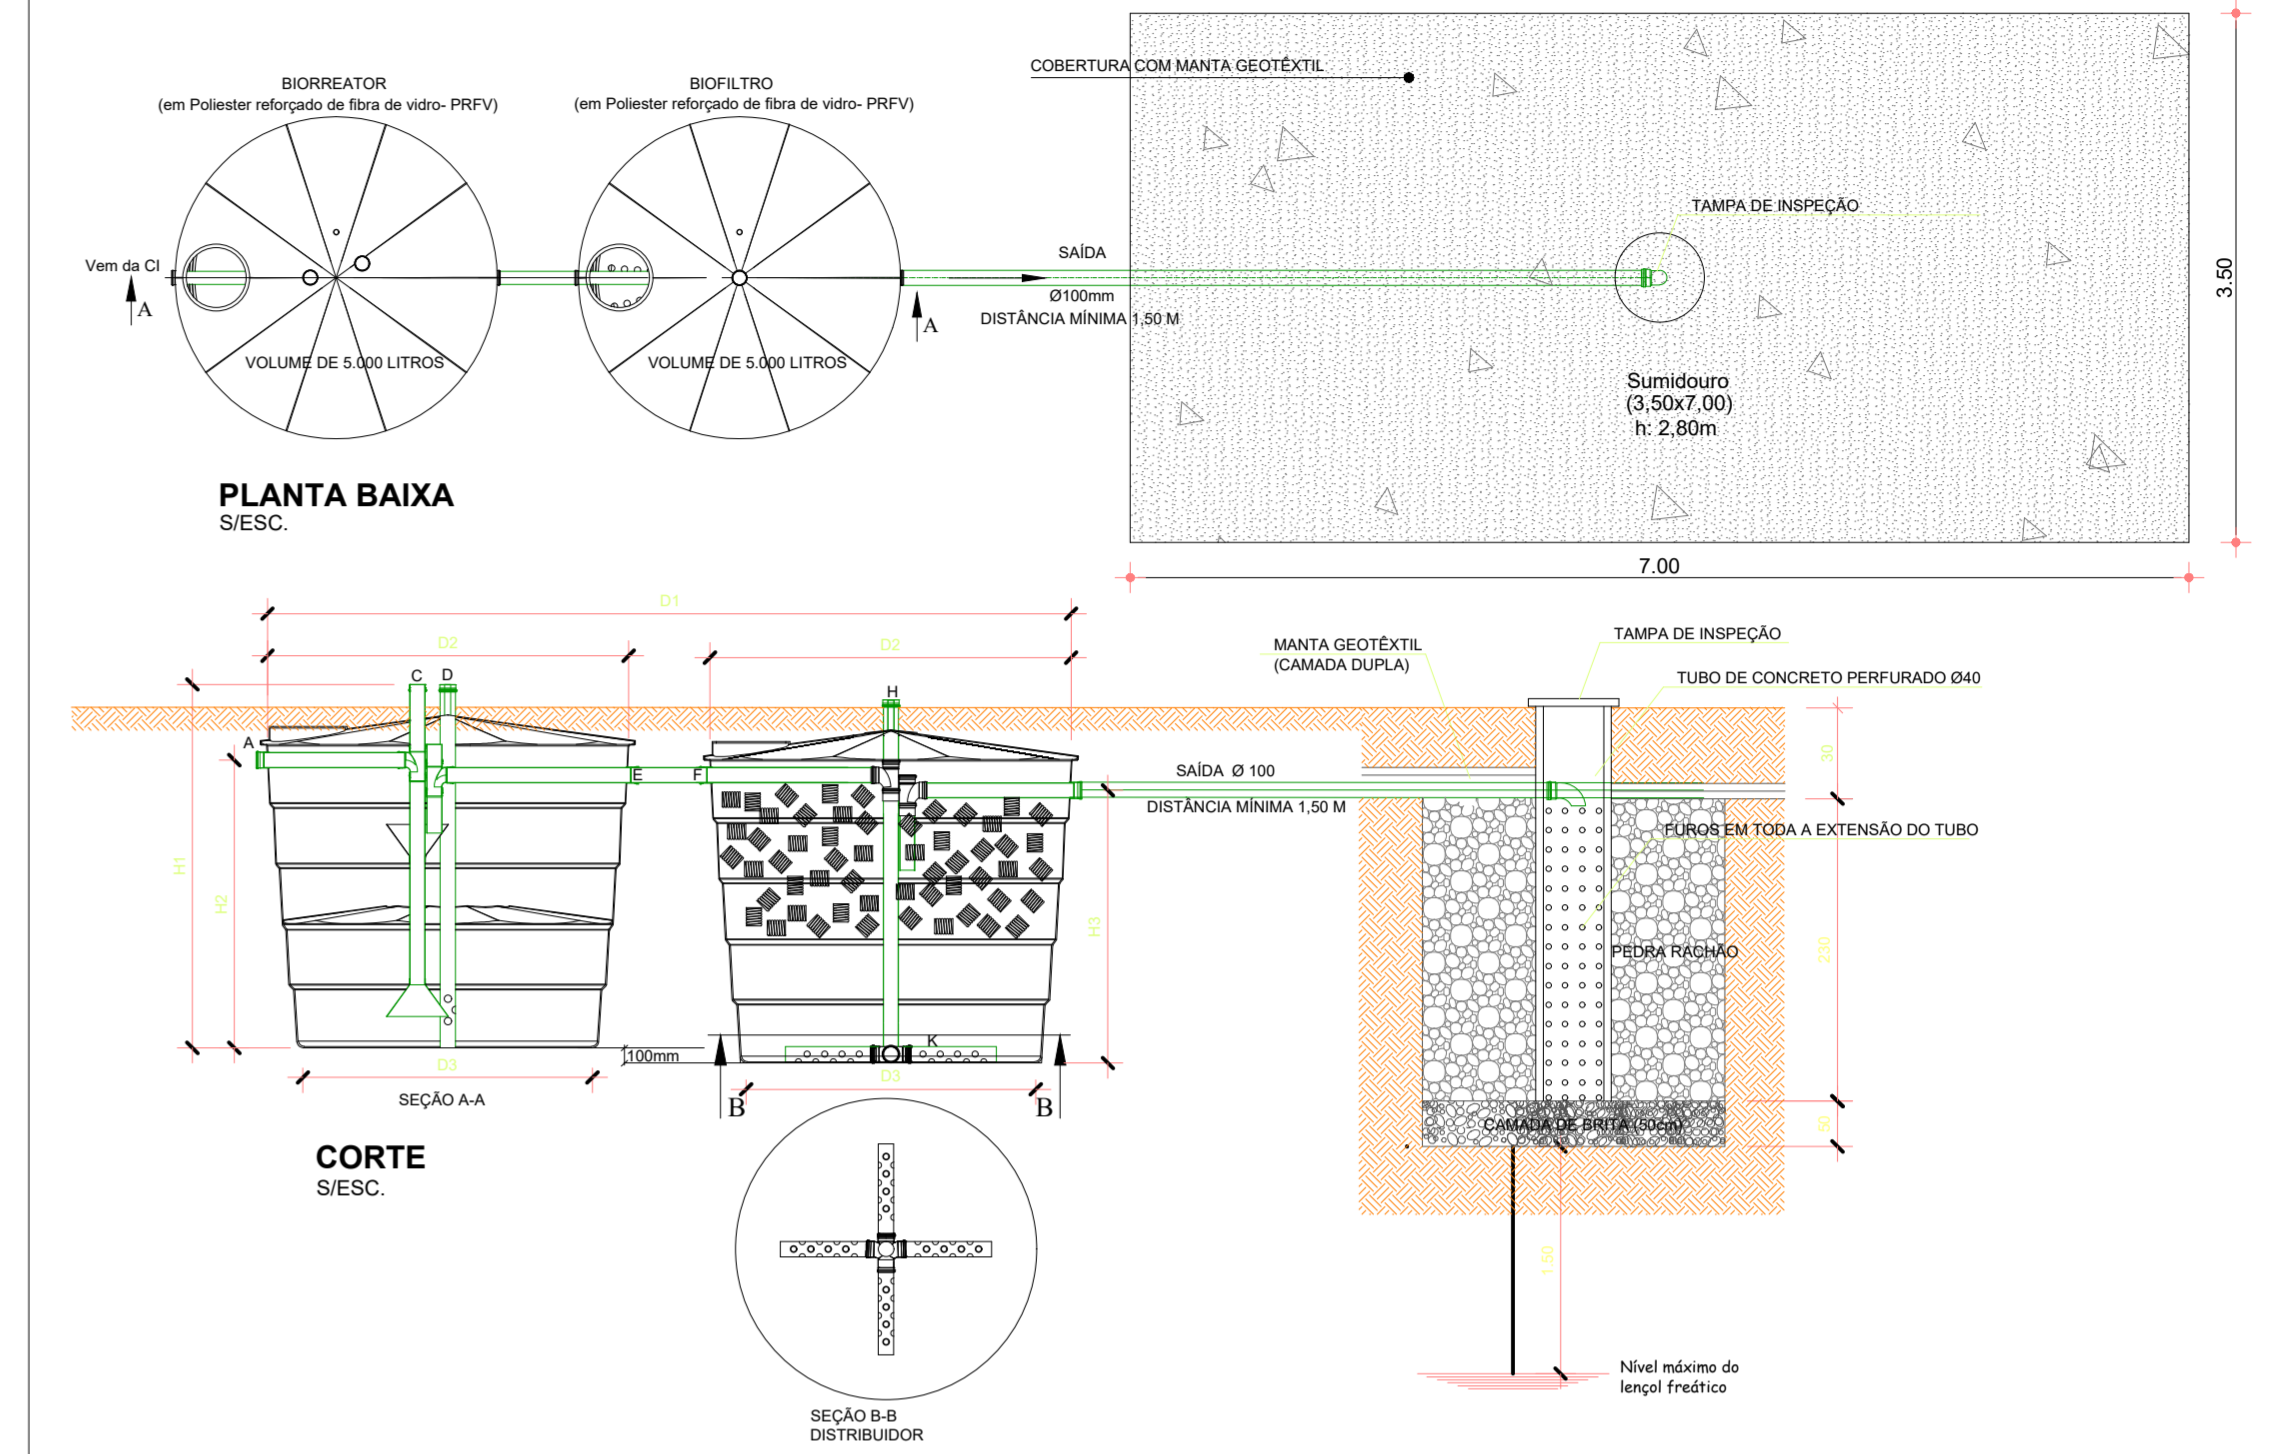 BIORREATOR
(em Poliester reforçado de fibra de vidro- PRFV)
BIOFILTRO
(em Poliester reforçado de fibra de vidro- PRFV)
COBERTURA COM MANTA GEOTÊXTIL
TAMPA DE INSPEÇÃO
Vem da CI
A
SAÍDA
Ø100mm
DISTÂNCIA MÍNIMA 1,50 M
A
VOLUME DE 5.000 LITROS
VOLUME DE 5.000 LITROS
Sumidouro
(3,50x7,00)
h: 2,80m
3.50
7.00
PLANTA BAIXA
S/ESC.
D1
D2
D2
C
D
H
A
E
F
H1
H2
H3
K
100mm
D3
D3
SEÇÃO A-A
B
B
CORTE
S/ESC.
SEÇÃO B-B
DISTRIBUIDOR
MANTA GEOTÊXTIL
(CAMADA DUPLA)
TAMPA DE INSPEÇÃO
TUBO DE CONCRETO PERFURADO Ø40
SAÍDA Ø 100
DISTÂNCIA MÍNIMA 1,50 M
FUROS EM TODA A EXTENSÃO DO TUBO
PEDRA RACHÃO
CAMADA DE BRITA (50cm)
30
230
50
1.50
Nível máximo do
lençol freático